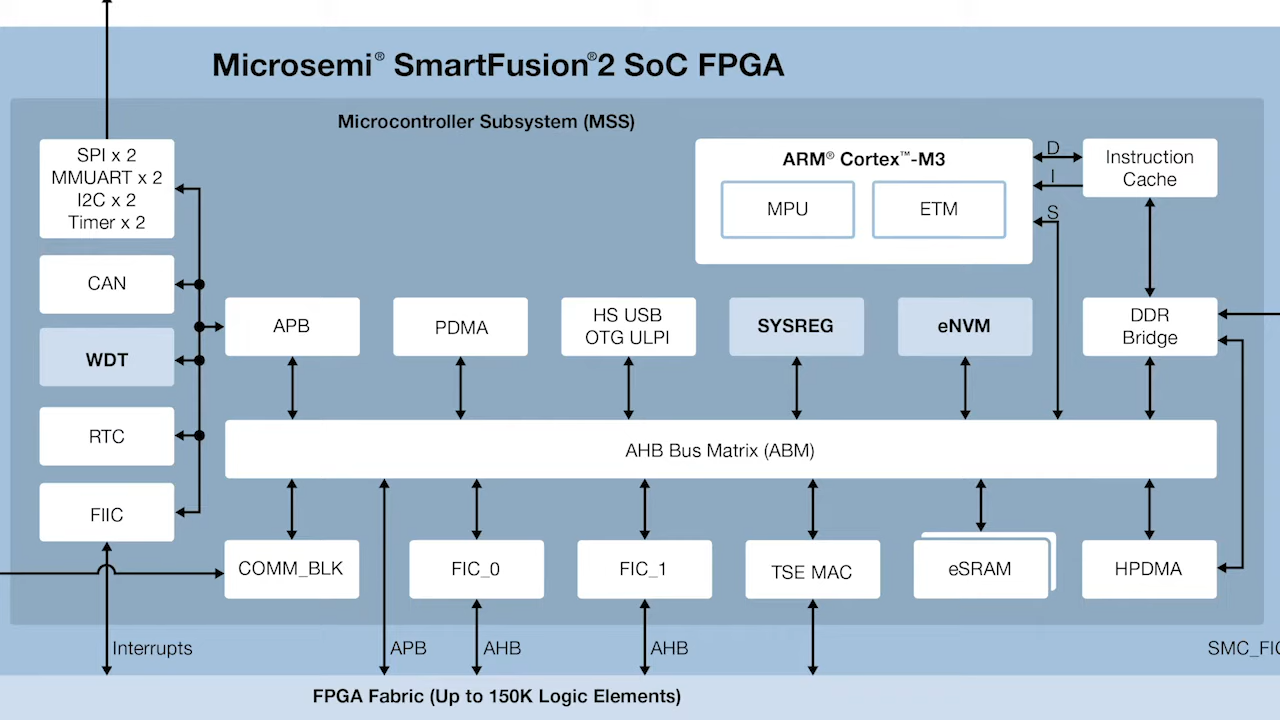 Microsemi® SmartFusion®2 SoC FPGA
Microcontroller Subsystem (MSS)
SPI x 2
MMUART x 2
I2C x 2
Timer x 2
CAN
WDT
RTC
FIIC
ARM® Cortex™-M3
MPU
ETM
D
I
S
Instruction
Cache
APB
PDMA
HS USB
OTG ULPI
SYSREG
eNVM
DDR
Bridge
AHB Bus Matrix (ABM)
COMM_BLK
FIC_0
FIC_1
TSE MAC
eSRAM
HPDMA
Interrupts
APB
AHB
AHB
SMC_FIC
FPGA Fabric (Up to 150K Logic Elements)